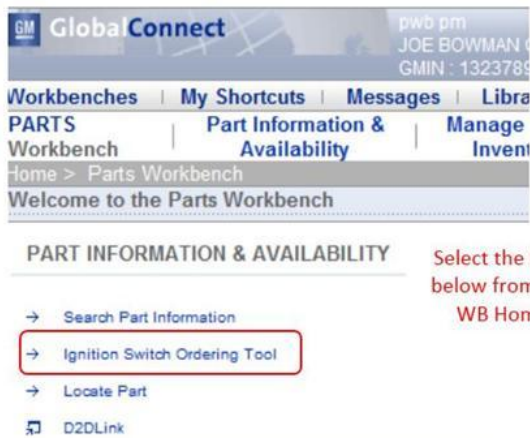 GM GlobalConnect
pwb pm
JOE BOWMAN
GMIN : 1323789
Workbenches | My Shortcuts | Messages | Libra
PARTS Workbench | Part Information & Availability | Manage Invent
Home > Parts Workbench
Welcome to the Parts Workbench
PART INFORMATION & AVAILABILITY
Select the
below from
WB Hom
→ Search Part Information
→ Ignition Switch Ordering Tool
→ Locate Part
D2DLink